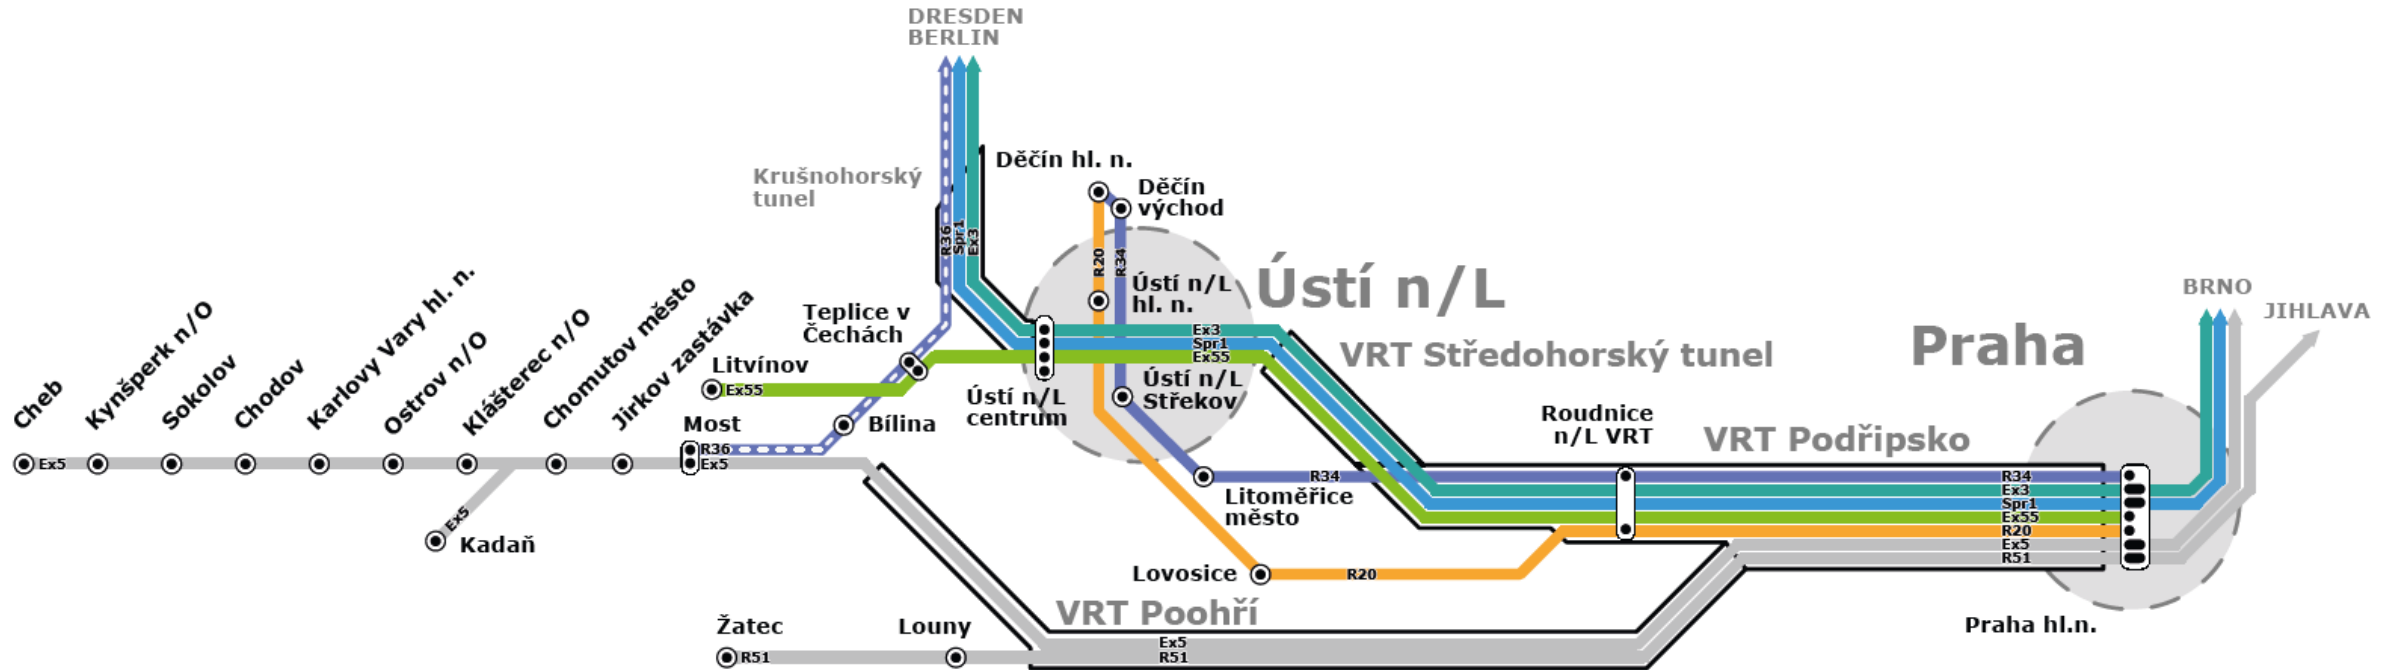 DRESDEN
BERLIN
Krušnohorský
tunel
Děčín hl. n.
Děčín
východ
R36
Spr1
Ex3
R20
R34
Ústí n/L
hl. n.
Ústí n/L
Ex3
Spr1
Ex55
VRT Středohorský tunel
Praha
BRNO
JIHLAVA
Teplice v
Čechách
Litvínov
Ex55
Ústí n/L
centrum
Ústí n/L
Střekov
Cheb
Kynšperk n/O
Sokolov
Chodov
Karlovy Vary hl. n.
Ostrov n/O
Klášterec n/O
Chomutov město
Jirkov zastávka
Most
R36
Ex5
Bílina
Ex5
Ex5
Kadaň
Roudnice
n/L VRT
VRT Podřipsko
R34
Litoměřice
město
R34
Ex3
Spr1
Ex55
R20
Ex5
R51
Lovosice
R20
VRT Poohří
Žatec
R51
Louny
Ex5
R51
Praha hl.n.